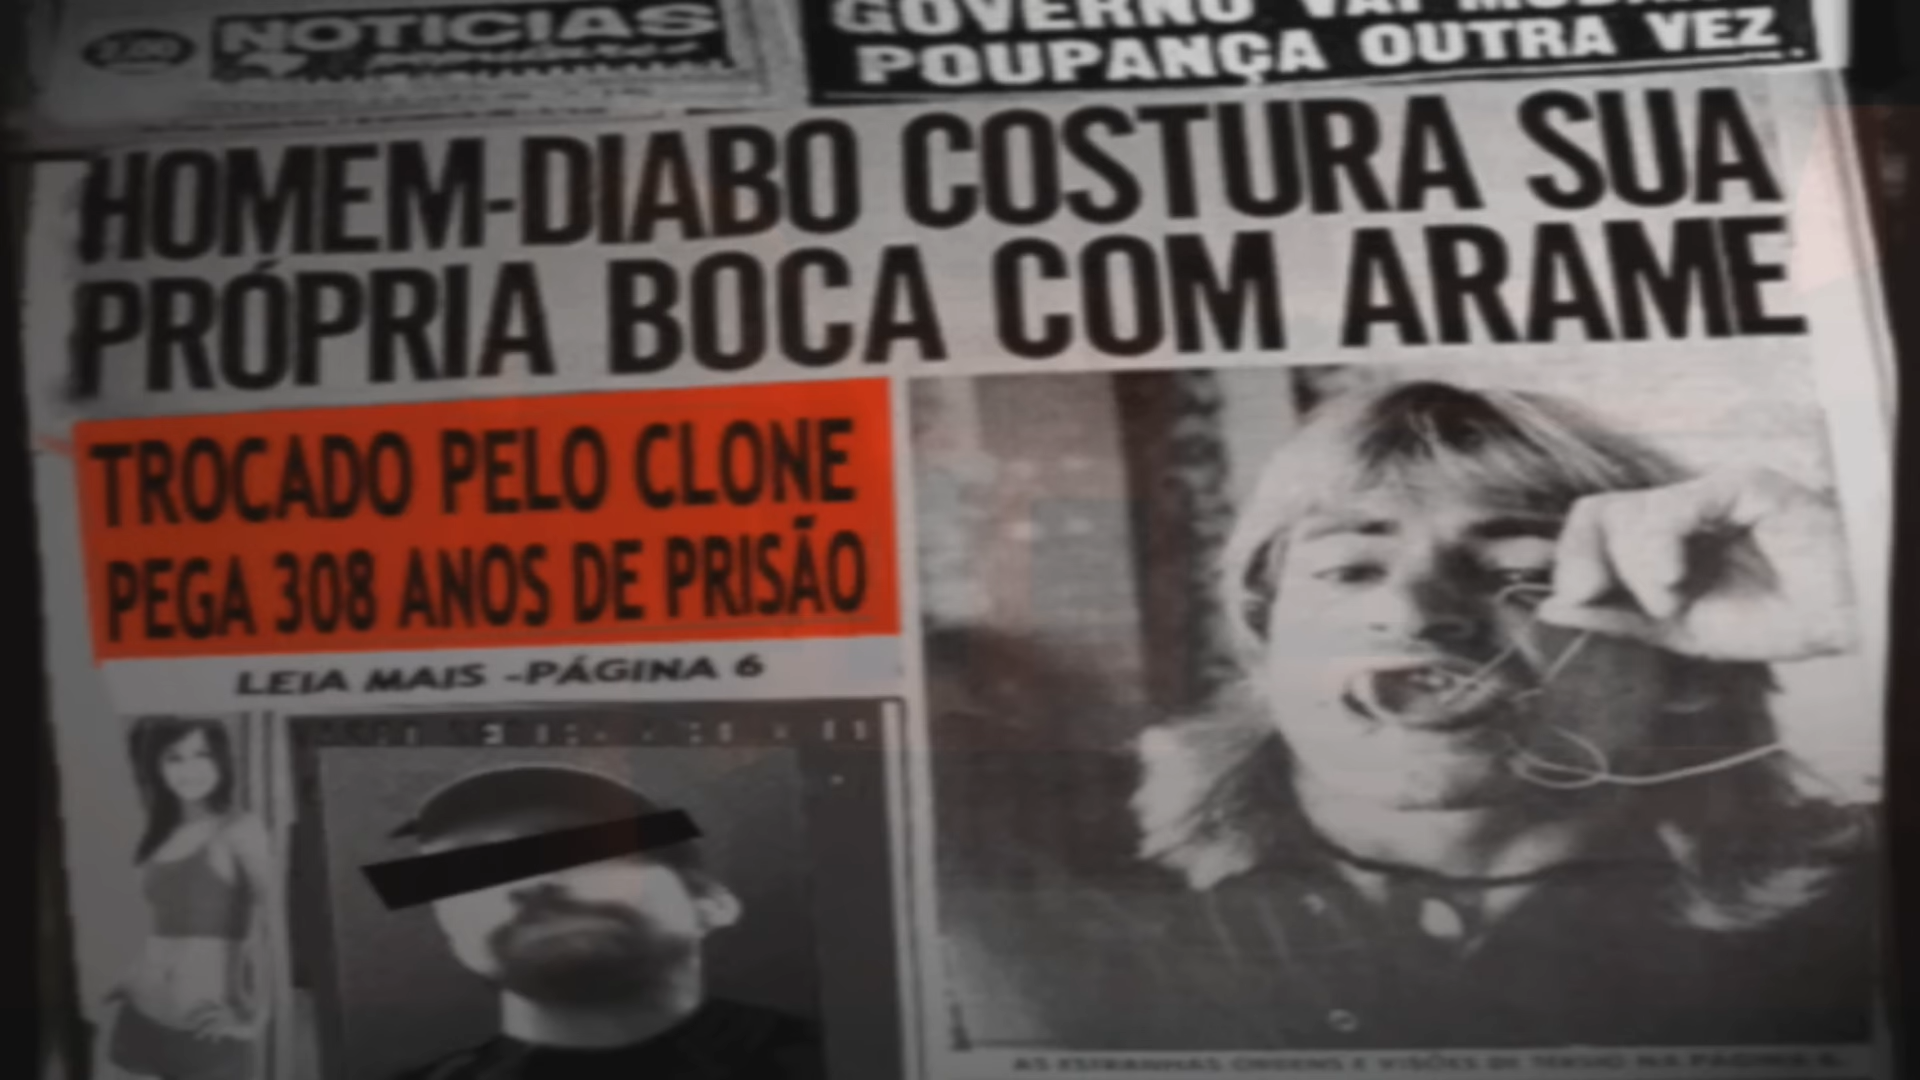 NOTICIAS
GOVERNO VAI
POUPANÇA OUTRA VEZ.
HOMEM-DIABO COSTURA SUA
PRÓPRIA BOCA COM ARAME
TROCADO PELO CLONE
PEGA 308 ANOS DE PRISÃO
LEIA MAIS -PÁGINA 6